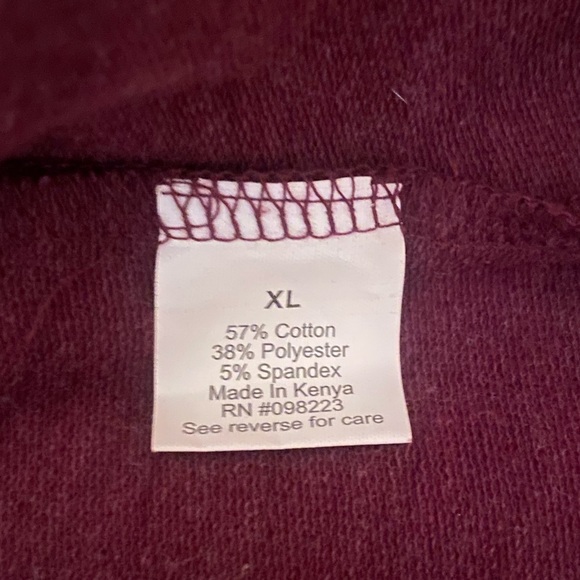 XL
57% Cotton
38% Polyester
5% Spandex
Made In Kenya
RN #098223
See reverse for care